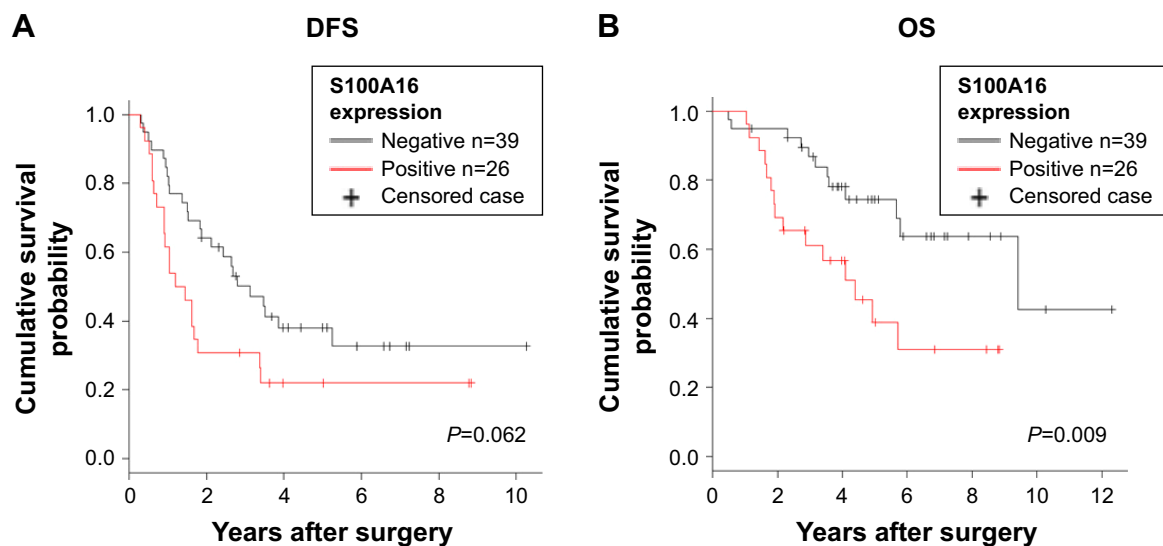 A
DFS
S100A16
expression
Negative n=39
Positive n=26
Censored case
Cumulative survival
probability
1.0
0.8
0.6
0.4
0.2
0.0
P=0.062
0 2 4 6 8 10
Years after surgery
B
OS
S100A16
expression
Negative n=39
Positive n=26
Censored case
Cumulative survival
probability
1.0
0.8
0.6
0.4
0.2
0.0
P=0.009
0 2 4 6 8 10 12
Years after surgery